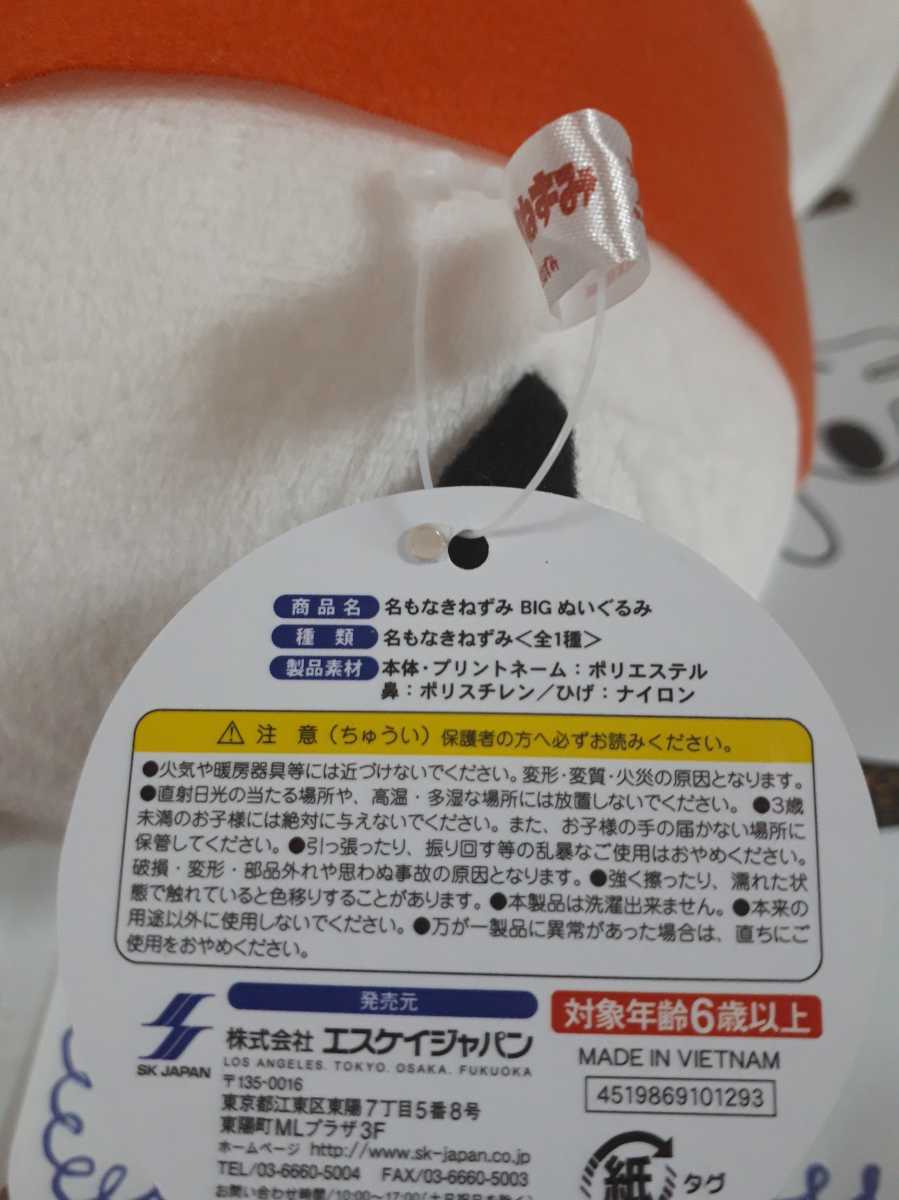 ねずみ
商品名 名もなきねずみ BIG ぬいぐるみ
種類 名もなきねずみ＜全1種＞
製品素材 本体・プリントネーム：ポリエステル
鼻：ポリスチレン／ひげ：ナイロン
⚠ 注 意（ちゅうい）保護者の方へ必ずお読みください。
●火気や暖房器具等には近づけないでください。変形・変質・火災の原因となります。
●直射日光の当たる場所や、高温・多湿な場所には放置しないでください。●3歳
未満のお子様には絶対に与えないでください。また、お子様の手の届かない場所に
保管してください。●引っ張ったり、振り回す等の乱暴なご使用はおやめください。
破損・変形・部品外れや思わぬ事故の原因となります。●強く擦ったり、濡れた状
態で触れていると色移りすることがあります。●本製品は洗濯出来ません。●本来の
用途以外に使用しないでください。●万が一製品に異常があった場合は、直ちにご
使用をおやめください。
SK JAPAN
発売元
株式会社 エスケイジャパン
LOS ANGELES. TOKYO. OSAKA. FUKUOKA
〒135-0016
東京都江東区東陽7丁目5番8号
東陽町MLプラザ3F
ホームページ http://www.sk-japan.co.jp
TEL/03-6660-5004 FAX/03-6660-5003
お問い合わせ時間/10:00～17:00(土日祝日を除く)
対象年齢6歳以上
MADE IN VIETNAM
4519869101293
紙 タグ